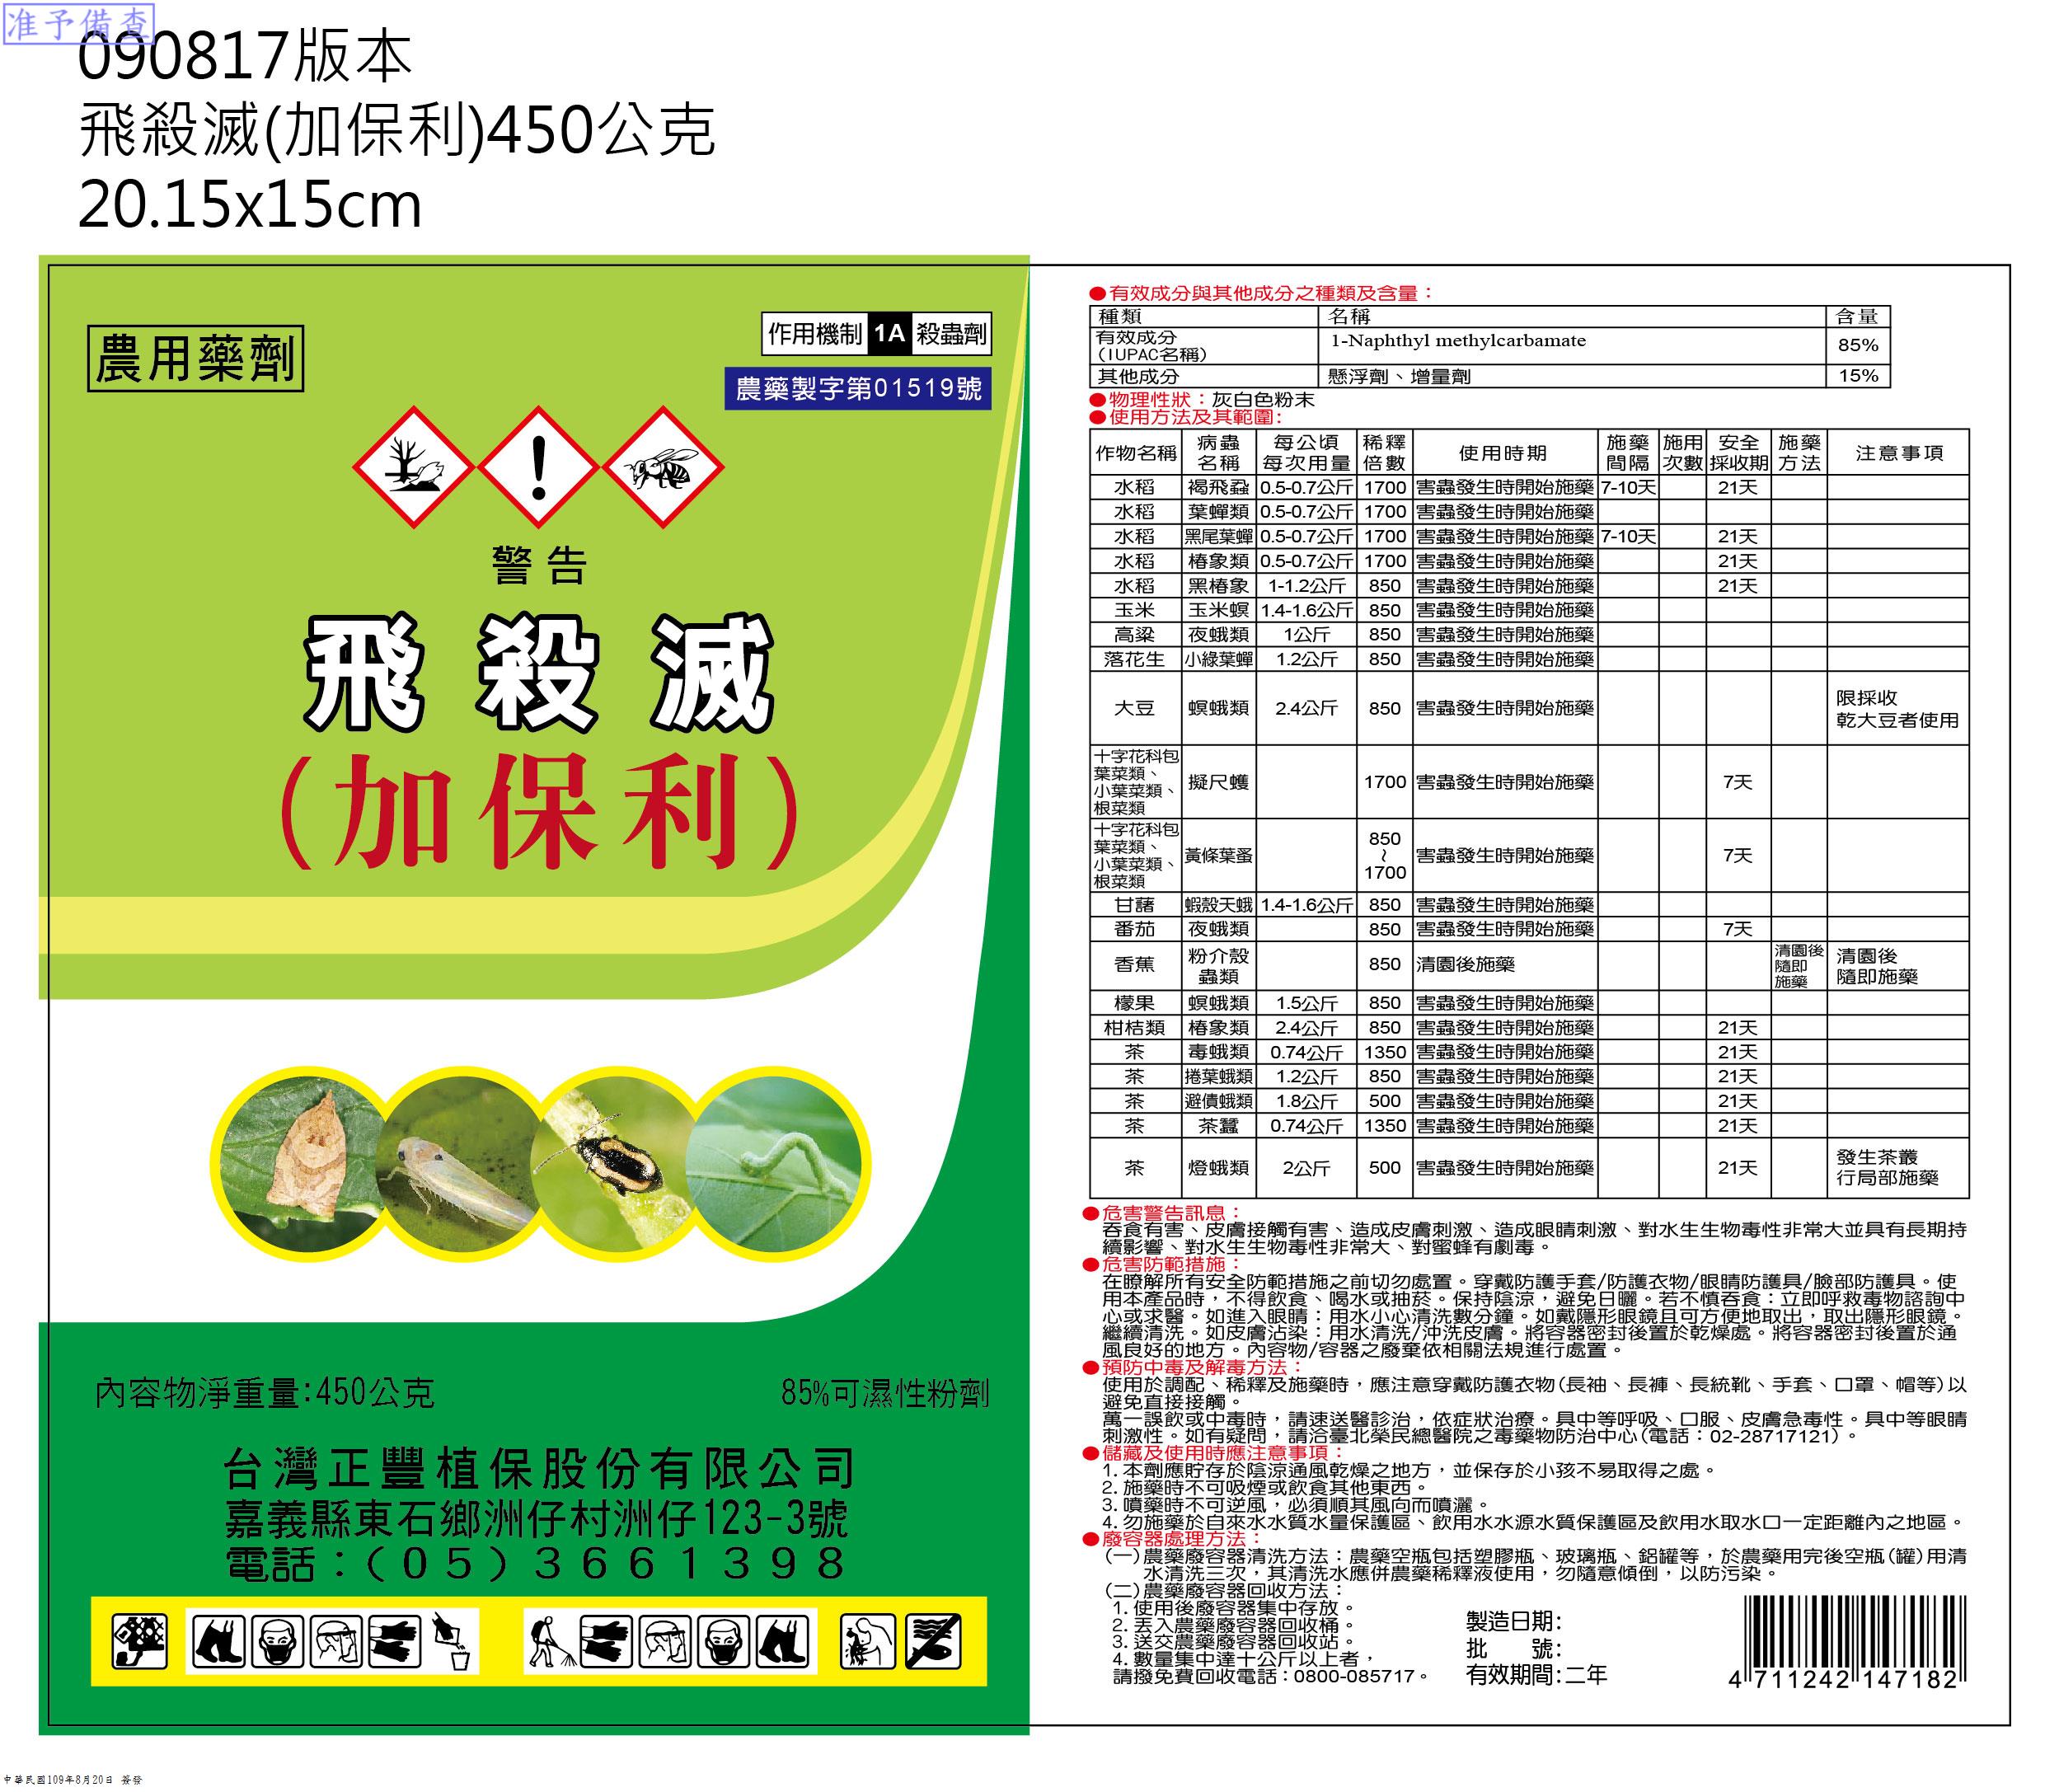 准予備查
090817版本
飛殺滅(加保利)450公克
20.15x15cm
農用藥劑
作用機制 1A 殺蟲劑
農藥製字第01519號
警告
飛殺滅
(加保利)
內容物淨重量:450公克
85%可濕性粉劑
台灣正豐植保股份有限公司
嘉義縣東石鄉洲仔村洲仔123-3號
電話：(05)3661398
●有效成分與其他成分之種類及含量：
種類 名稱 含量
有效成分
(IUPAC名稱) 1-Naphthyl methylcarbamate 85%
其他成分 懸浮劑、增量劑 15%
●物理性狀：灰白色粉末
●使用方法及其範圍:
作物名稱 病蟲名稱 每公頃每次用量 稀釋倍數 使用時期 施藥間隔 施用次數 安全採收期 施藥方法 注意事項
水稻 褐飛蝨 0.5-0.7公斤 1700 害蟲發生時開始施藥 7-10天 21天
水稻 葉蟬類 0.5-0.7公斤 1700 害蟲發生時開始施藥
水稻 黑尾葉蟬 0.5-0.7公斤 1700 害蟲發生時開始施藥 7-10天 21天
水稻 椿象類 0.5-0.7公斤 1700 害蟲發生時開始施藥 21天
水稻 黑椿象 1-1.2公斤 850 害蟲發生時開始施藥 21天
玉米 玉米螟 1.4-1.6公斤 850 害蟲發生時開始施藥
高粱 夜蛾類 1公斤 850 害蟲發生時開始施藥
落花生 小綠葉蟬 1.2公斤 850 害蟲發生時開始施藥
大豆 螟蛾類 2.4公斤 850 害蟲發生時開始施藥 限採收乾大豆者使用
十字花科包葉菜類、小葉菜類、根菜類 擬尺蠖 1700 害蟲發生時開始施藥 7天
十字花科包葉菜類、小葉菜類、根菜類 黃條葉蚤 850~1700 害蟲發生時開始施藥 7天
甘藷 蝦殼天蛾 1.4-1.6公斤 850 害蟲發生時開始施藥
番茄 夜蛾類 850 害蟲發生時開始施藥 7天
香蕉 粉介殼蟲類 850 清園後施藥 清園後隨即施藥 清園後隨即施藥
檬果 螟蛾類 1.5公斤 850 害蟲發生時開始施藥
柑桔類 椿象類 2.4公斤 850 害蟲發生時開始施藥 21天
茶 毒蛾類 0.74公斤 1350 害蟲發生時開始施藥 21天
茶 捲葉蛾類 1.2公斤 850 害蟲發生時開始施藥 21天
茶 避債蛾類 1.8公斤 500 害蟲發生時開始施藥 21天
茶 茶蠶 0.74公斤 1350 害蟲發生時開始施藥 21天
茶 燈蛾類 2公斤 500 害蟲發生時開始施藥 21天 發生茶叢行局部施藥
●危害警告訊息：
吞食有害、皮膚接觸有害、造成皮膚刺激、造成眼睛刺激、對水生生物毒性非常大並具有長期持
續影響、對水生生物毒性非常大、對蜜蜂有劇毒。
●危害防範措施：
在瞭解所有安全防範措施之前切勿處置。穿戴防護手套/防護衣物/眼睛防護具/臉部防護具。使
用本產品時，不得飲食、喝水或抽菸。保持陰涼，避免日曬。若不慎吞食：立即呼救毒物諮詢中
心或求醫。如進入眼睛：用水小心清洗數分鐘。如戴隱形眼鏡且可方便地取出，取出隱形眼鏡。
繼續清洗。如皮膚沾染：用水清洗/沖洗皮膚。將容器密封後置於乾燥處。將容器密封後置於通
風良好的地方。內容物/容器之廢棄依相關法規進行處置。
●預防中毒及解毒方法：
使用於調配、稀釋及施藥時，應注意穿戴防護衣物(長袖、長褲、長統靴、手套、口罩、帽等)以
避免直接接觸。
萬一誤飲或中毒時，請速送醫診治，依症狀治療。具中等呼吸、口服、皮膚急毒性。具中等眼睛
刺激性。如有疑問，請洽臺北榮民總醫院之毒藥物防治中心(電話：02-28717121)。
●儲藏及使用時應注意事項：
1. 本劑應貯存於陰涼通風乾燥之地方，並保存於小孩不易取得之處。
2. 施藥時不可吸煙或飲食其他東西。
3. 噴藥時不可逆風，必須順其風向而噴灑。
4. 勿施藥於自來水水質水量保護區、飲用水水源水質保護區及飲用水取水口一定距離內之地區。
●廢容器處理方法：
(一)農藥廢容器清洗方法：農藥空瓶包括塑膠瓶、玻璃瓶、鋁罐等，於農藥用完後空瓶(罐)用清
水清洗三次，其清洗水應併農藥稀釋液使用，勿隨意傾倒，以防污染。
(二)農藥廢容器回收方法：
1. 使用後廢容器集中存放。
2. 丟入農藥廢容器回收桶。
3. 送交農藥廢容器回收站。
4. 數量集中達十公斤以上者，
請撥免費回收電話：0800-085717。
製造日期:
批　　號:
有效期間:二年
4 711242 147182
中華民國109年8月20日 簽發